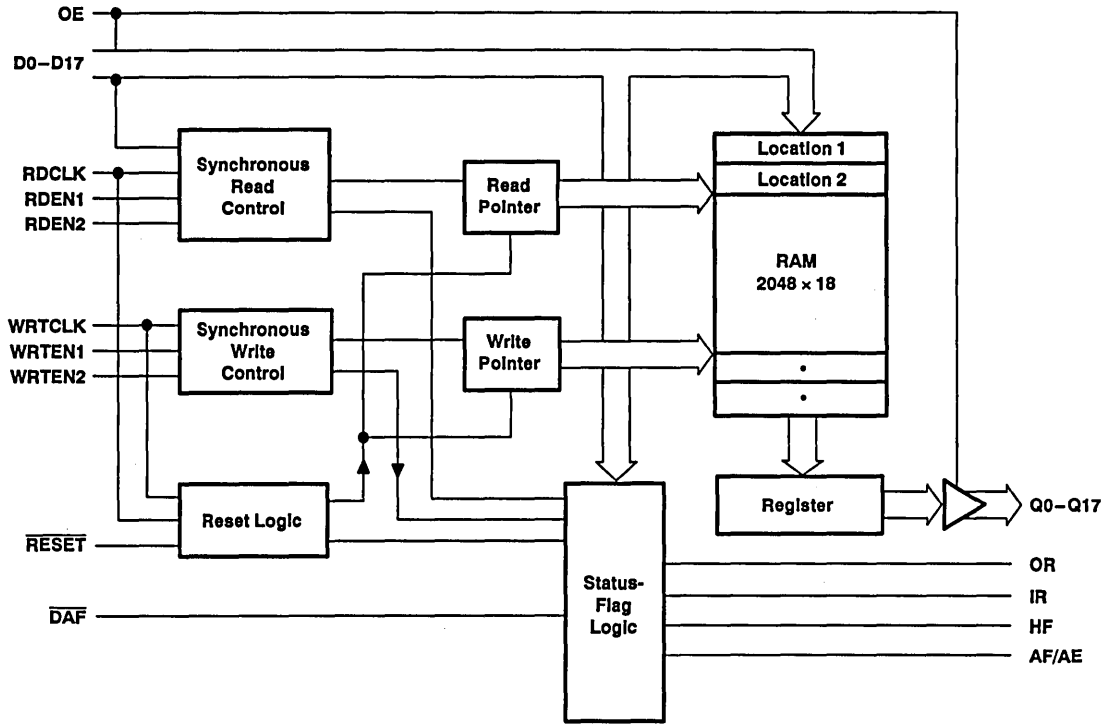 OE
D0–D17
RDCLK
RDEN1
RDEN2
Synchronous
Read
Control
Read
Pointer
Location 1
Location 2
RAM
2048 × 18
WRTCLK
WRTEN1
WRTEN2
Synchronous
Write
Control
Write
Pointer
RESET
Reset Logic
DAF
Status-
Flag
Logic
Register
Q0–Q17
OR
IR
HF
AF/AE